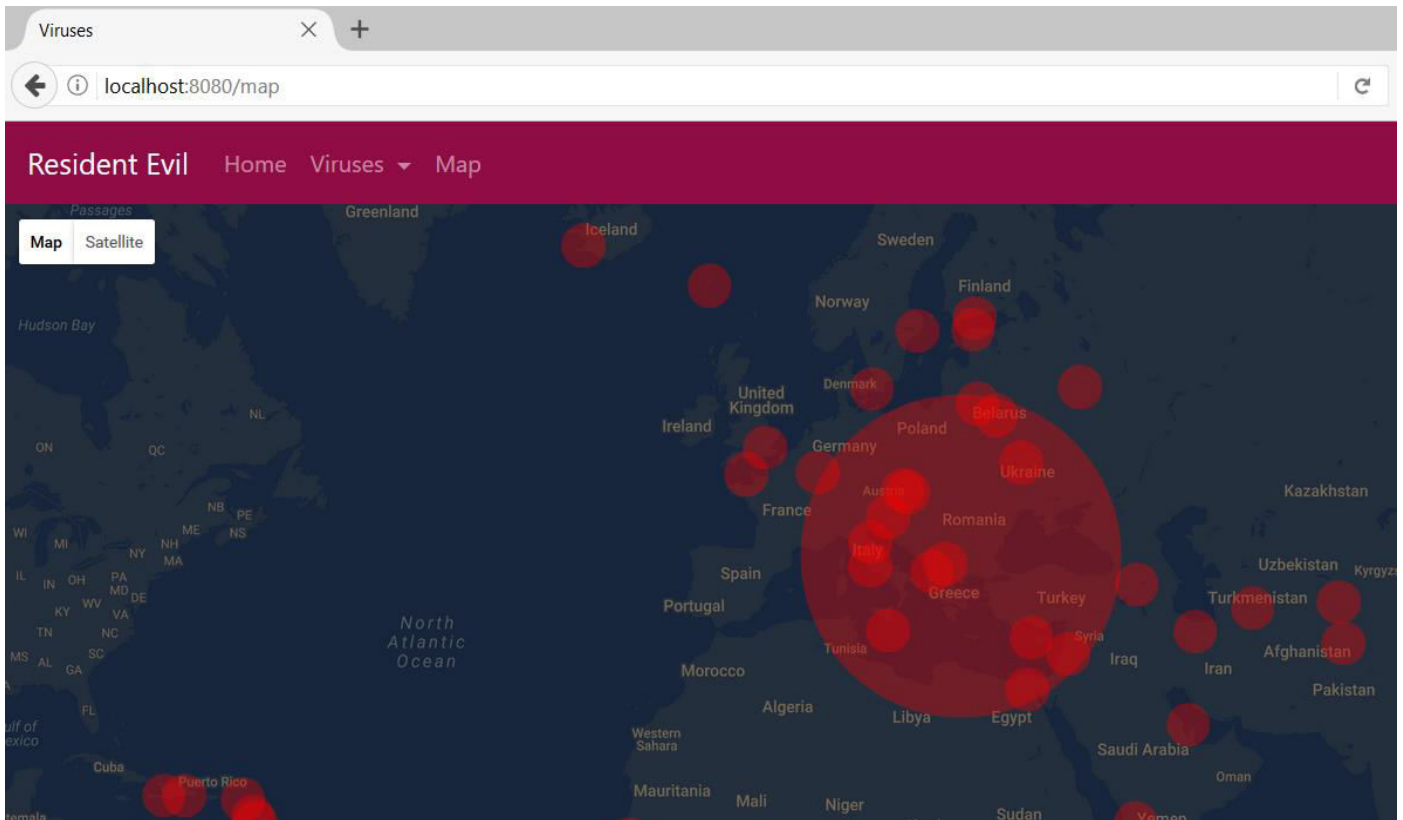 Viruses
localhost:8080/map
Resident Evil Home Viruses Map
Passages
Greenland
Map Satellite
Iceland
Sweden
Finland
Norway
Hudson Bay
Denmark
United
Kingdom
NL
Belarus
Ireland
Poland
Germany
ON
QC
Ukraine
Austria
Kazakhstan
NB
PE
France
Romania
WI
ME
NS
MI
NH
NY
MA
Italy
Uzbekistan
Spain
IL
IN
OH
PA
MD
DE
Greece
Turkey
Turkmenistan
KY
WV
VA
Portugal
North
Atlantic
Ocean
TN
NC
Syria
Tunisia
MS
AL
GA
SC
Iraq
Afghanistan
Morocco
Iran
Pakistan
Algeria
FL
Libya
Egypt
Western
Sahara
Saudi Arabia
Cuba
Puerto Rico
Oman
Mauritania
Mali
Niger
Sudan
Yemen